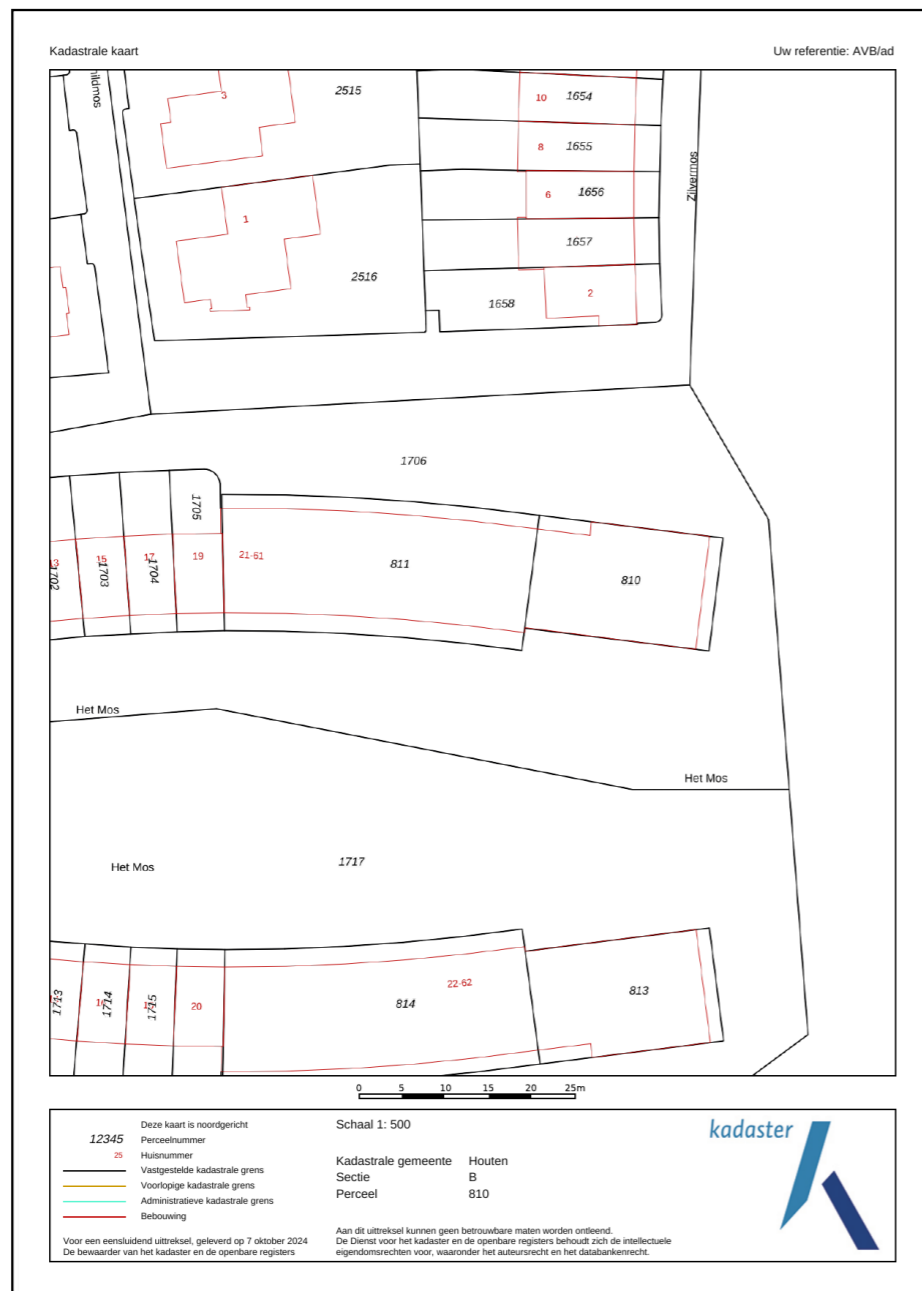 Kadastrale kaart
Uw referentie: AVB/ad
3
2515
10
1654
8
1655
6
1656
Zilvermos
1
1657
2516
2
1658
1706
1705
21-61
811
810
13
1702
15
1703
17
1704
19
Het Mos
Het Mos
Het Mos
1717
22-62
814
813
1713
16
1714
1715
20
0 5 10 15 20 25m
Deze kaart is noordgericht
12345 Perceelnummer
25 Huisnummer
Vastgestelde kadastrale grens
Voorlopige kadastrale grens
Administratieve kadastrale grens
Bebouwing
Voor een eensluidend uittreksel, geleverd op 7 oktober 2024
De bewaarder van het kadaster en de openbare registers
Schaal 1: 500
Kadastrale gemeente Houten
Sectie B
Perceel 810
Aan dit uittreksel kunnen geen betrouwbare maten worden ontleend.
De Dienst voor het kadaster en de openbare registers behoudt zich de intellectuele
eigendomsrechten voor, waaronder het auteursrecht en het databankenrecht.
kadaster